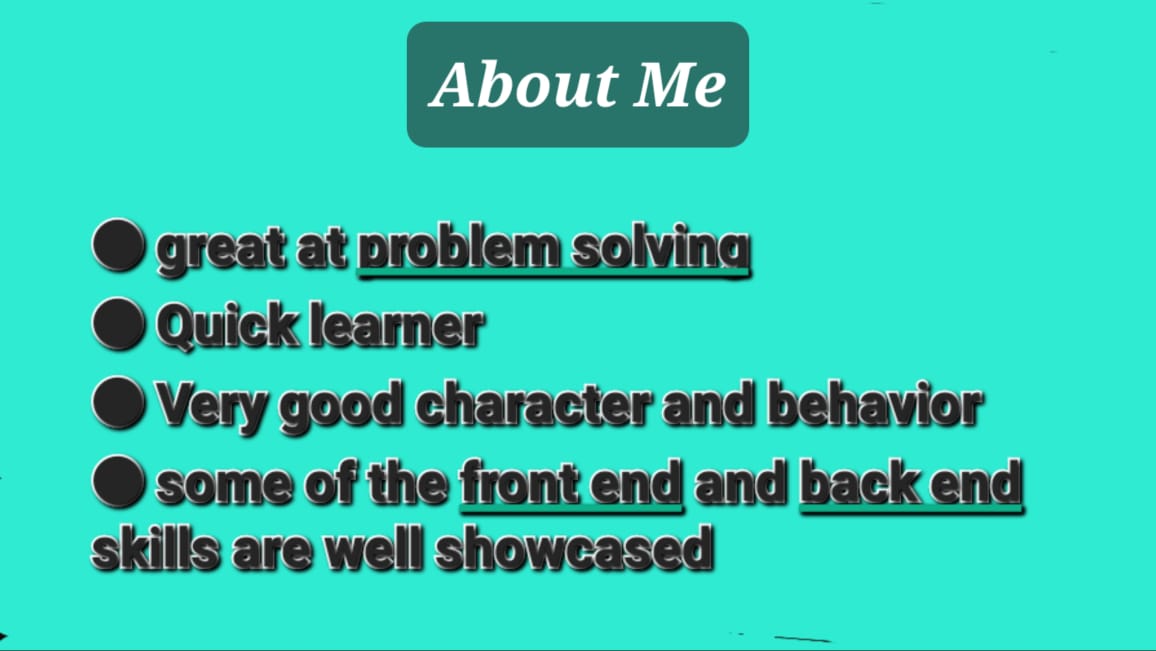 About Me
● great at problem solving
● Quick learner
● Very good character and behavior
● some of the front end and back end
skills are well showcased